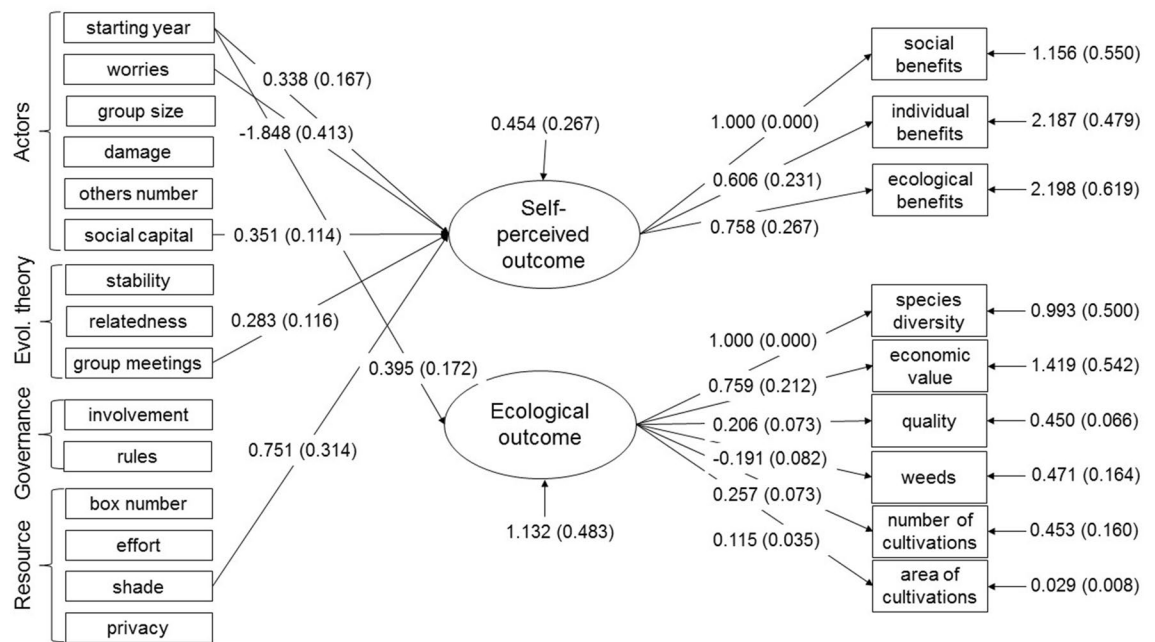 Actors
starting year
worries
group size
damage
others number
social capital
Evol. theory
stability
relatedness
group meetings
Governance
involvement
rules
Resource
box number
effort
shade
privacy
0.338 (0.167)
-1.848 (0.413)
0.351 (0.114)
0.283 (0.116)
0.395 (0.172)
0.751 (0.314)
0.454 (0.267)
Self-
perceived
outcome
Ecological
outcome
1.132 (0.483)
1.000 (0.000)
0.606 (0.231)
0.758 (0.267)
social
benefits
1.156 (0.550)
individual
benefits
2.187 (0.479)
ecological
benefits
2.198 (0.619)
1.000 (0.000)
0.759 (0.212)
0.206 (0.073)
-0.191 (0.082)
0.257 (0.073)
0.115 (0.035)
species
diversity
0.993 (0.500)
economic
value
1.419 (0.542)
quality
0.450 (0.066)
weeds
0.471 (0.164)
number of
cultivations
0.453 (0.160)
area of
cultivations
0.029 (0.008)